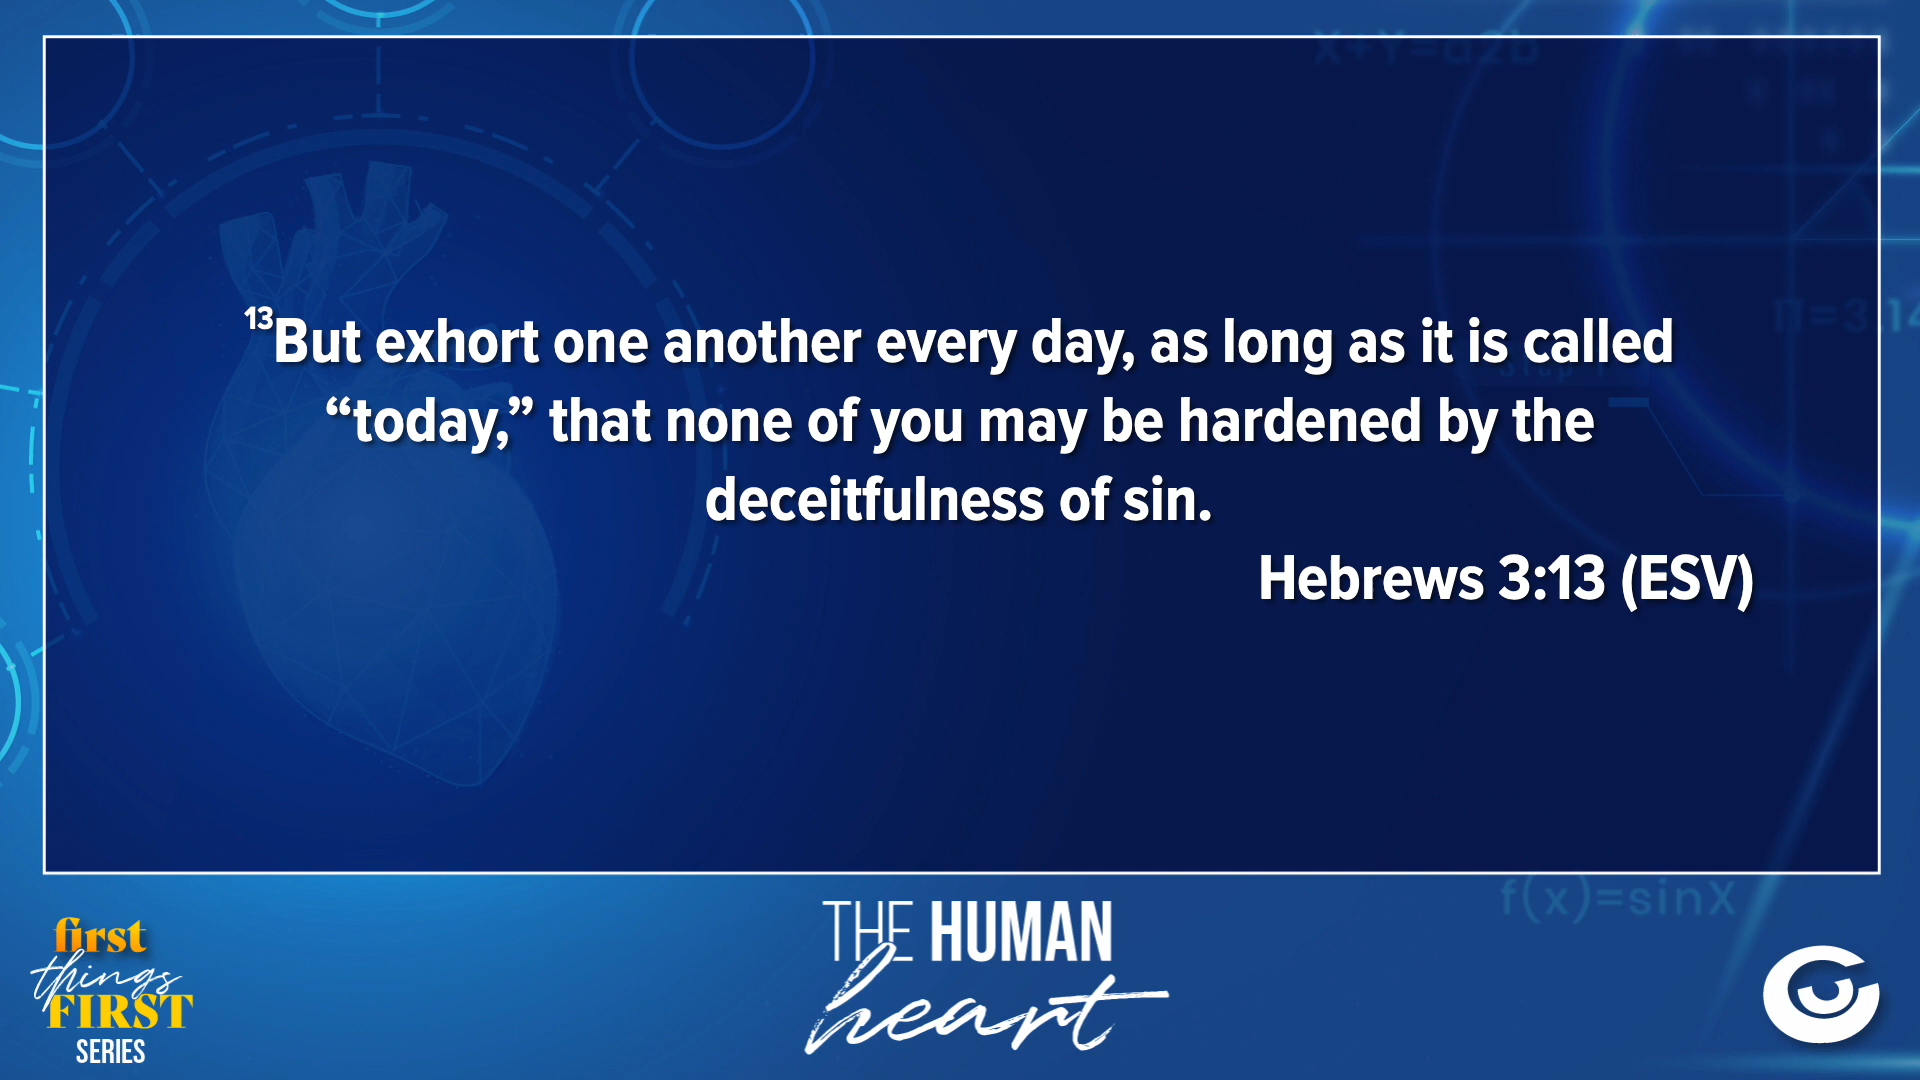 X+Y=a2b
¹³But exhort one another every day, as long as it is called
“today,” that none of you may be hardened by the
deceitfulness of sin.
Hebrews 3:13 (ESV)
f(x)=sinX
THE HUMAN
heart
first
things
FIRST
SERIES